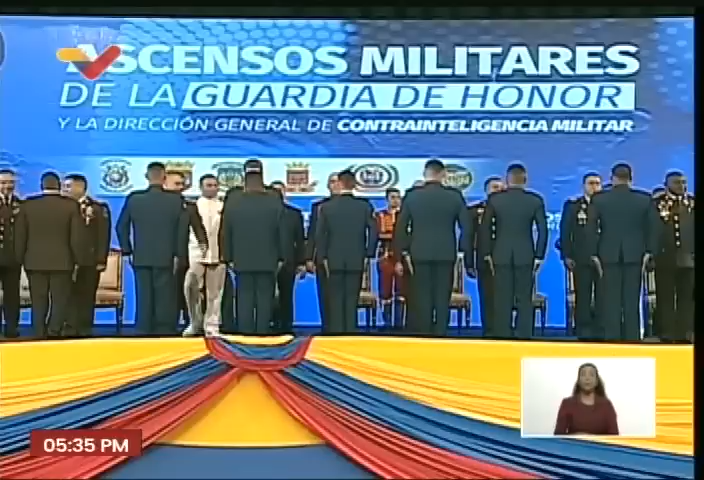 ASCENSOS MILITARES
DE LA GUARDIA DE HONOR
Y LA DIRECCIÓN GENERAL DE CONTRAINTELIGENCIA MILITAR
05:35 PM